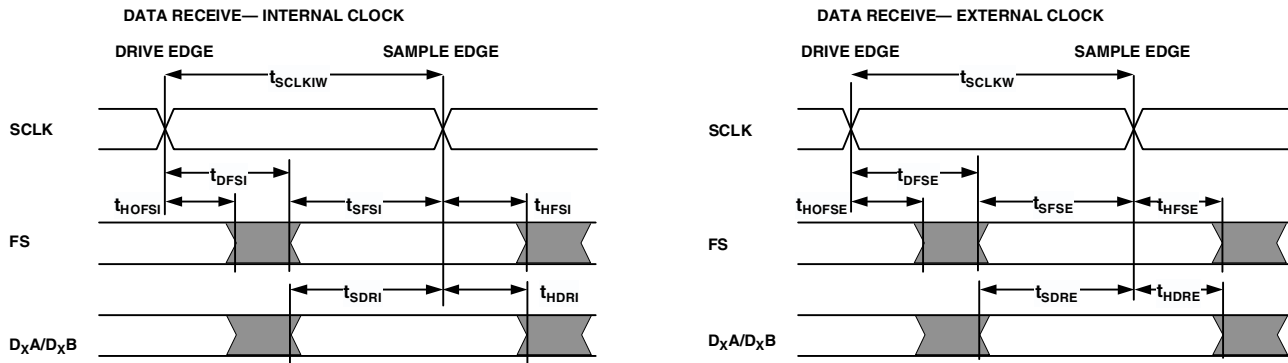 DATA RECEIVE— INTERNAL CLOCK
DRIVE EDGE
SAMPLE EDGE
tSCLKIW
SCLK
tDFSI
tHOFSI
tSFSI
tHFSI
FS
tSDRI
tHDRI
DXA/DXB
DATA RECEIVE— EXTERNAL CLOCK
DRIVE EDGE
SAMPLE EDGE
tSCLKW
SCLK
tDFSE
tHOFSE
tSFSE
tHFSE
FS
tSDRE
tHDRE
DXA/DXB